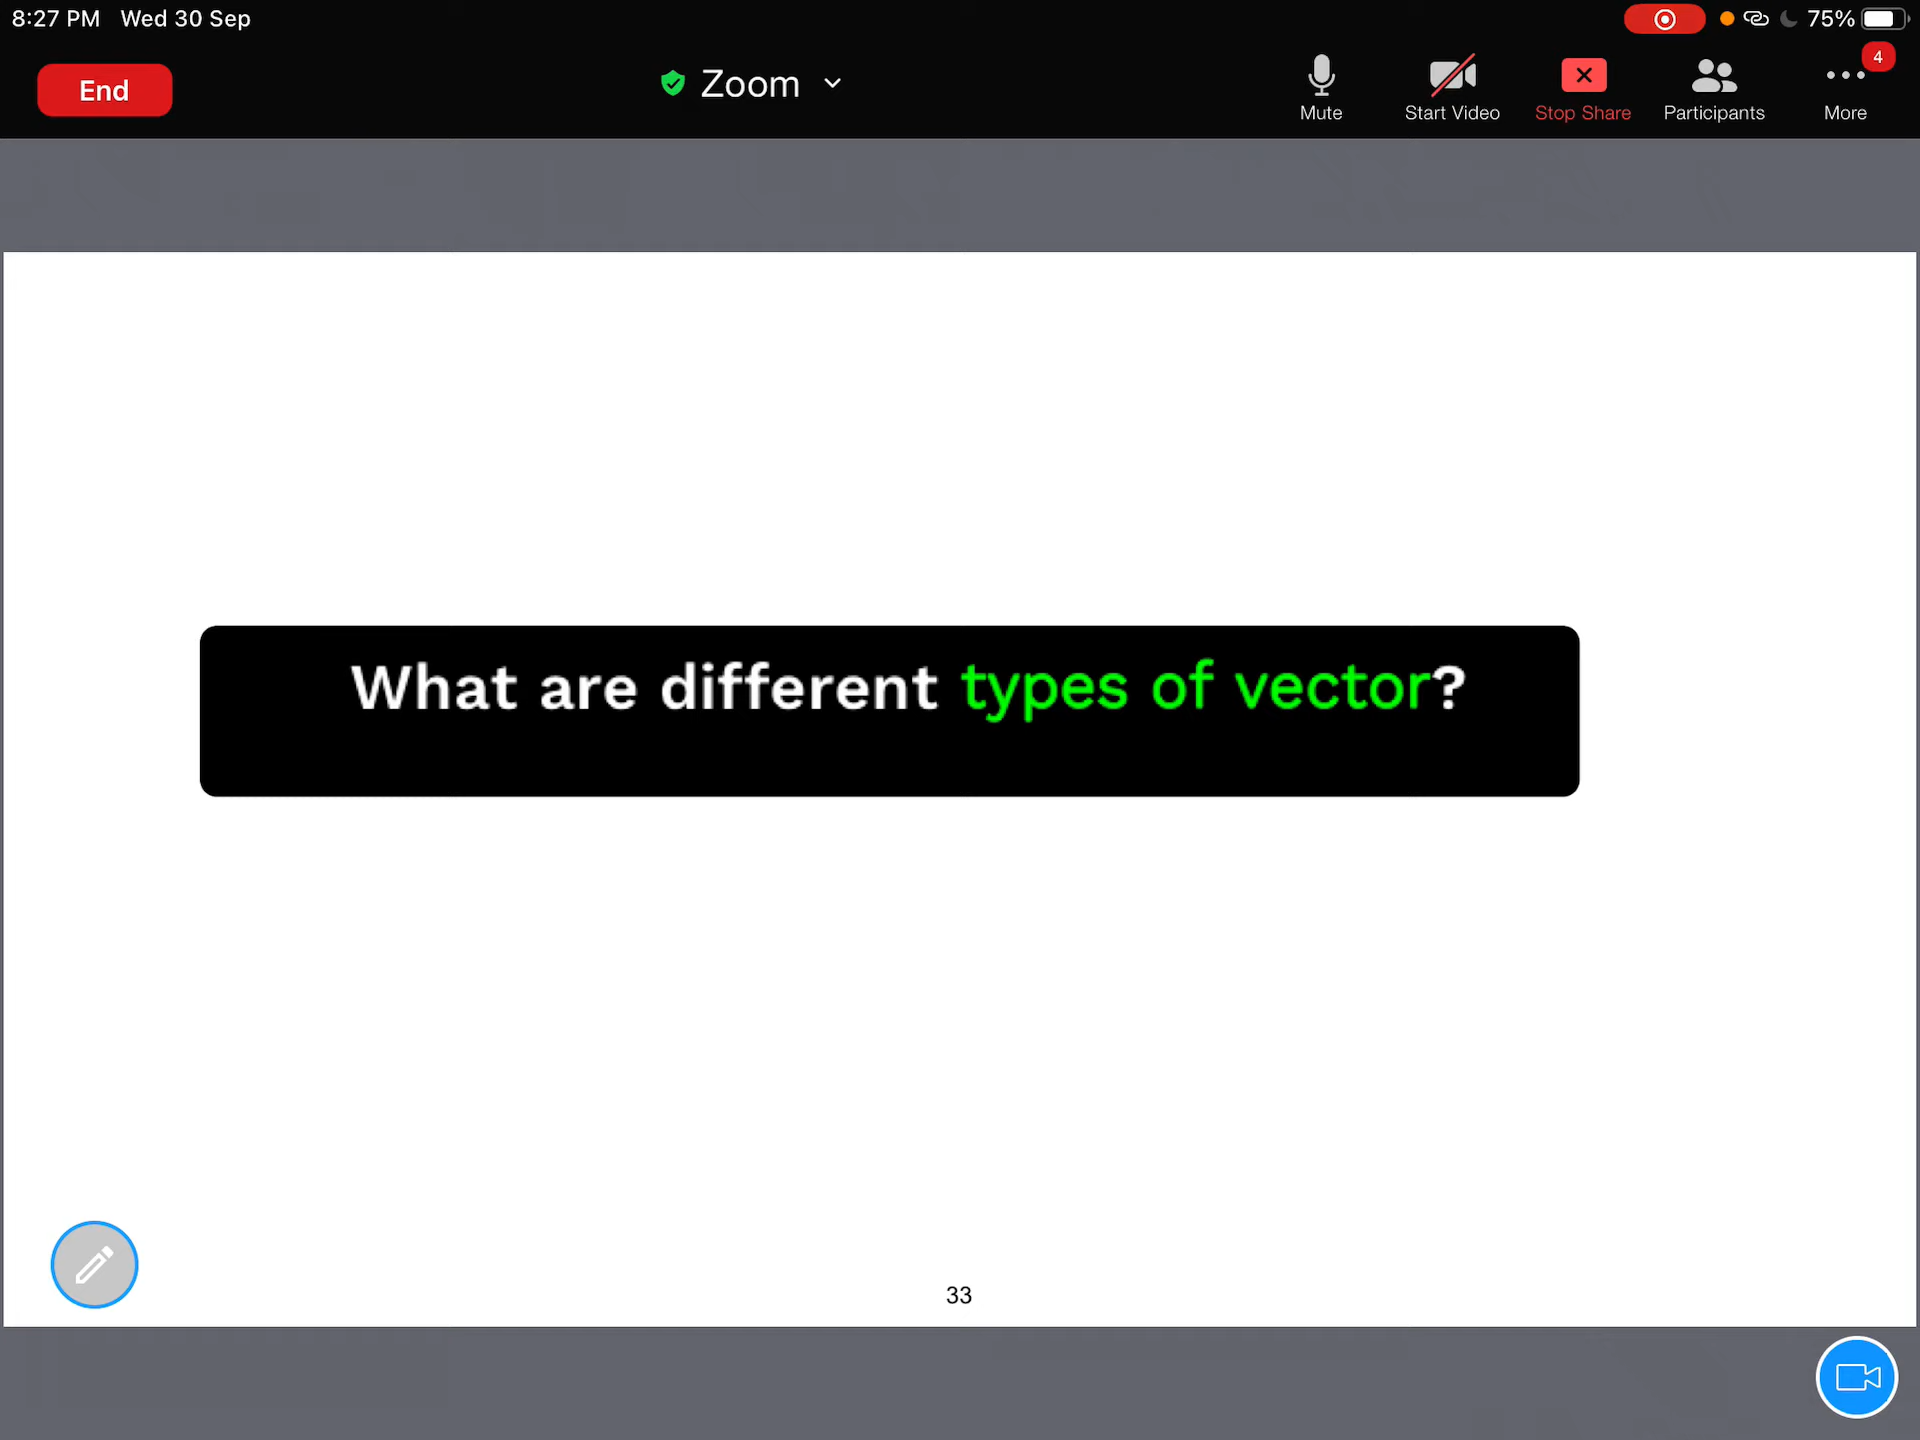 8:27 PM Wed 30 Sep
75%
End
Zoom
Mute
Start Video
Stop Share
Participants
More
4
What are different types of vector?
33